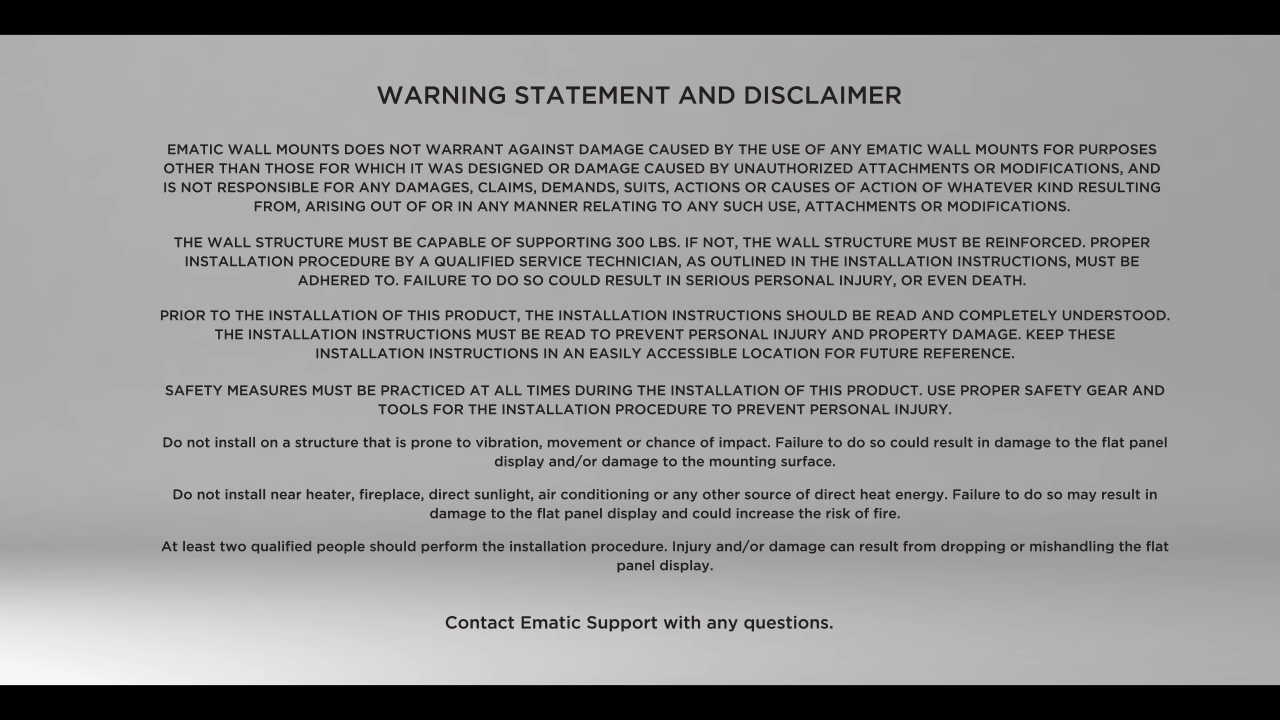 WARNING STATEMENT AND DISCLAIMER
EMATIC WALL MOUNTS DOES NOT WARRANT AGAINST DAMAGE CAUSED BY THE USE OF ANY EMATIC WALL MOUNTS FOR PURPOSES
OTHER THAN THOSE FOR WHICH IT WAS DESIGNED OR DAMAGE CAUSED BY UNAUTHORIZED ATTACHMENTS OR MODIFICATIONS, AND
IS NOT RESPONSIBLE FOR ANY DAMAGES, CLAIMS, DEMANDS, SUITS, ACTIONS OR CAUSES OF ACTION OF WHATEVER KIND RESULTING
FROM, ARISING OUT OF OR IN ANY MANNER RELATING TO ANY SUCH USE, ATTACHMENTS OR MODIFICATIONS.
THE WALL STRUCTURE MUST BE CAPABLE OF SUPPORTING 300 LBS. IF NOT, THE WALL STRUCTURE MUST BE REINFORCED. PROPER
INSTALLATION PROCEDURE BY A QUALIFIED SERVICE TECHNICIAN, AS OUTLINED IN THE INSTALLATION INSTRUCTIONS, MUST BE
ADHERED TO. FAILURE TO DO SO COULD RESULT IN SERIOUS PERSONAL INJURY, OR EVEN DEATH.
PRIOR TO THE INSTALLATION OF THIS PRODUCT, THE INSTALLATION INSTRUCTIONS SHOULD BE READ AND COMPLETELY UNDERSTOOD.
THE INSTALLATION INSTRUCTIONS MUST BE READ TO PREVENT PERSONAL INJURY AND PROPERTY DAMAGE. KEEP THESE
INSTALLATION INSTRUCTIONS IN AN EASILY ACCESSIBLE LOCATION FOR FUTURE REFERENCE.
SAFETY MEASURES MUST BE PRACTICED AT ALL TIMES DURING THE INSTALLATION OF THIS PRODUCT. USE PROPER SAFETY GEAR AND
TOOLS FOR THE INSTALLATION PROCEDURE TO PREVENT PERSONAL INJURY.
Do not install on a structure that is prone to vibration, movement or chance of impact. Failure to do so could result in damage to the flat panel
display and/or damage to the mounting surface.
Do not install near heater, fireplace, direct sunlight, air conditioning or any other source of direct heat energy. Failure to do so may result in
damage to the flat panel display and could increase the risk of fire.
At least two qualified people should perform the installation procedure. Injury and/or damage can result from dropping or mishandling the flat
panel display.
Contact Ematic Support with any questions.